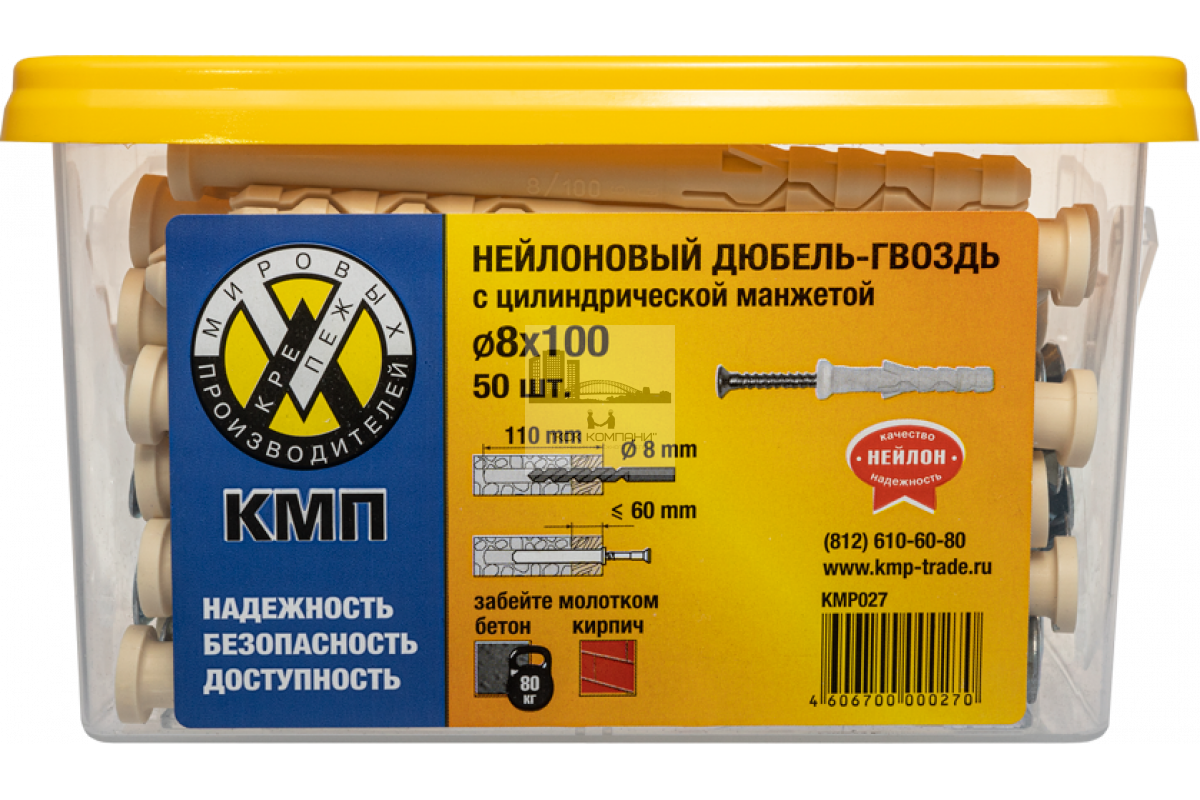 8/100
МИРОВЫХ
КРЕПЕЖНЫХ
ПРОИЗВОДИТЕЛЕЙ
КМП
НАДЕЖНОСТЬ
БЕЗОПАСНОСТЬ
ДОСТУПНОСТЬ
НЕЙЛОНОВЫЙ ДЮБЕЛЬ-ГВОЗДЬ
С ЦИЛИНДРИЧЕСКОЙ МАНЖЕТОЙ
ø8x100
50 шт.
КОМПАНИ"
110 mm
Ø 8 mm
≤ 60 mm
забейте молотком
бетон кирпич
80
КГ
качество
· НЕЙЛОН ·
надежность
(812) 610-60-80
www.kmp-trade.ru
KMP027
4 606700 000270